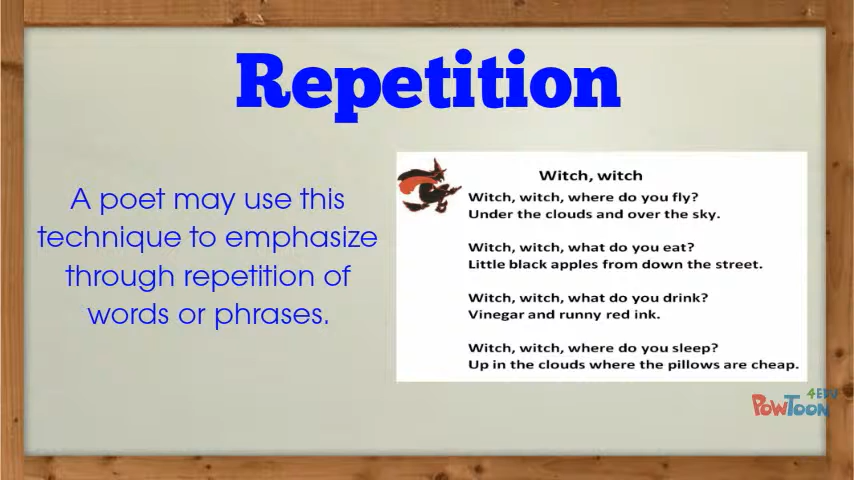 Repetition
A poet may use this
technique to emphasize
through repetition of
words or phrases.
Witch, witch
Witch, witch, where do you fly?
Under the clouds and over the sky.
Witch, witch, what do you eat?
Little black apples from down the street.
Witch, witch, what do you drink?
Vinegar and runny red ink.
Witch, witch, where do you sleep?
Up in the clouds where the pillows are cheap.
4EDU
POWTOON